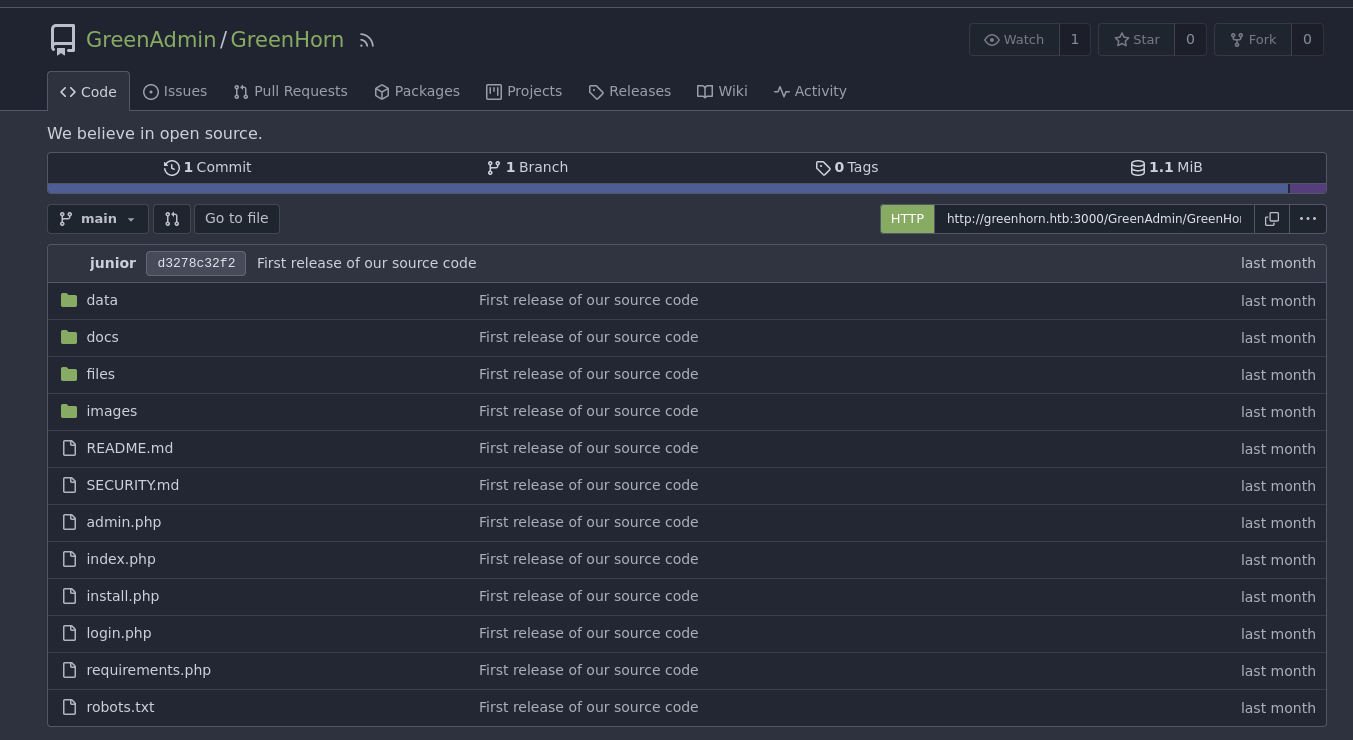 GreenAdmin/GreenHorn Watch 1 Star 0 Fork 0
Code Issues Pull Requests Packages Projects Releases Wiki Activity
We believe in open source.
1 Commit 1 Branch 0 Tags 1.1 MiB
main Go to file HTTP http://greenhorn.htb:3000/GreenAdmin/GreenHor
junior d3278c32f2 First release of our source code last month
data First release of our source code last month
docs First release of our source code last month
files First release of our source code last month
images First release of our source code last month
README.md First release of our source code last month
SECURITY.md First release of our source code last month
admin.php First release of our source code last month
index.php First release of our source code last month
install.php First release of our source code last month
login.php First release of our source code last month
requirements.php First release of our source code last month
robots.txt First release of our source code last month